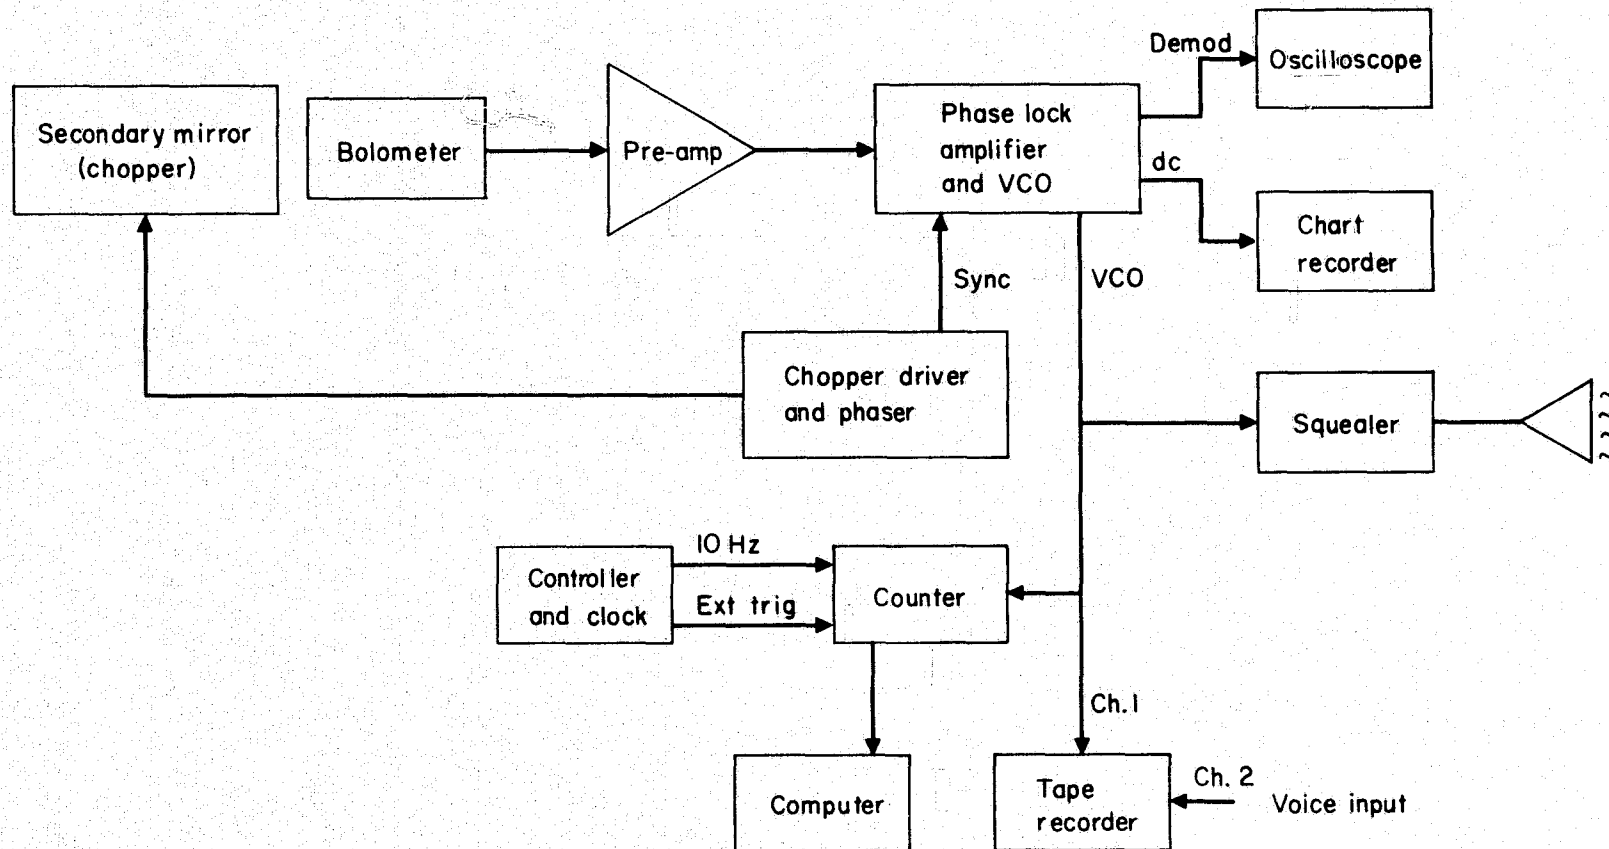 Demod
Oscilloscope
Secondary mirror
(chopper)
Bolometer
Pre-amp
Phase lock
amplifier
and VCO
dc
Chart
recorder
Sync
VCO
Chopper driver
and phaser
Squealer
10 Hz
Controller
and clock
Ext trig
Counter
Ch.1
Computer
Tape
recorder
Ch. 2
Voice input